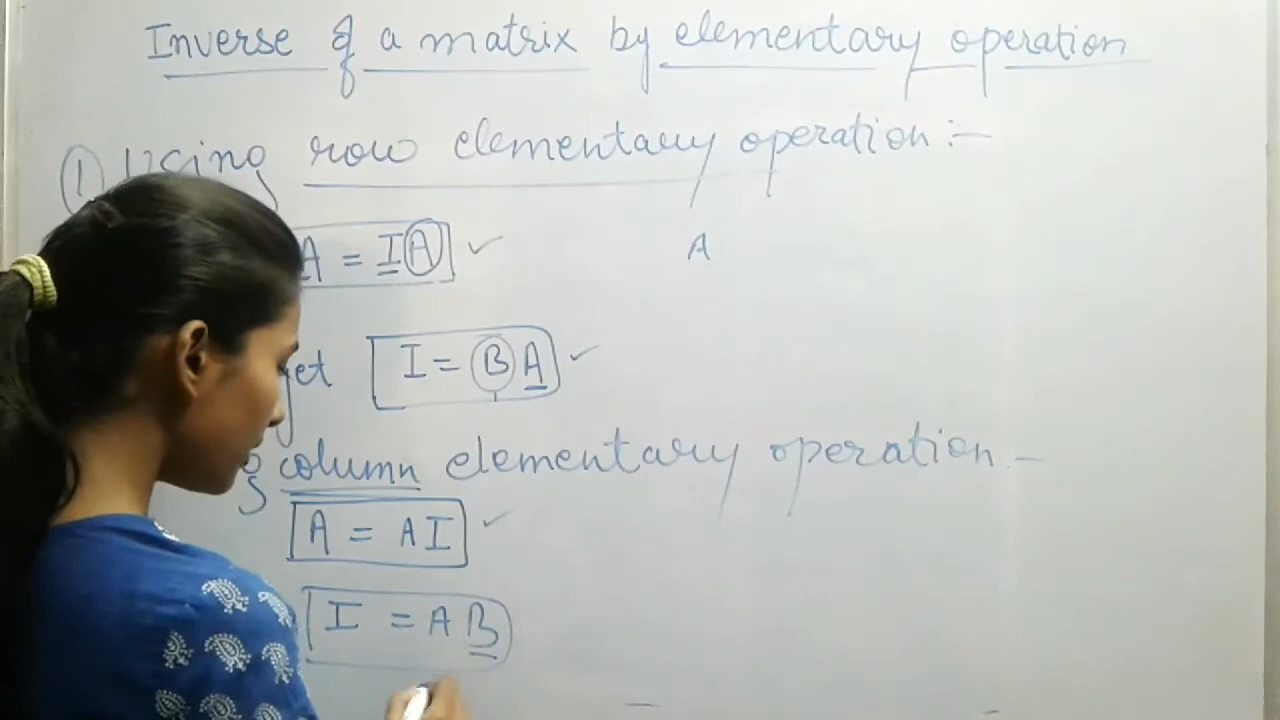 Inverse of a matrix by elementary operation
(1) Using row elementary operation :-
A = IA ✓
A
get I = BA ✓
column elementary operation -
A = AI ✓
I = AB